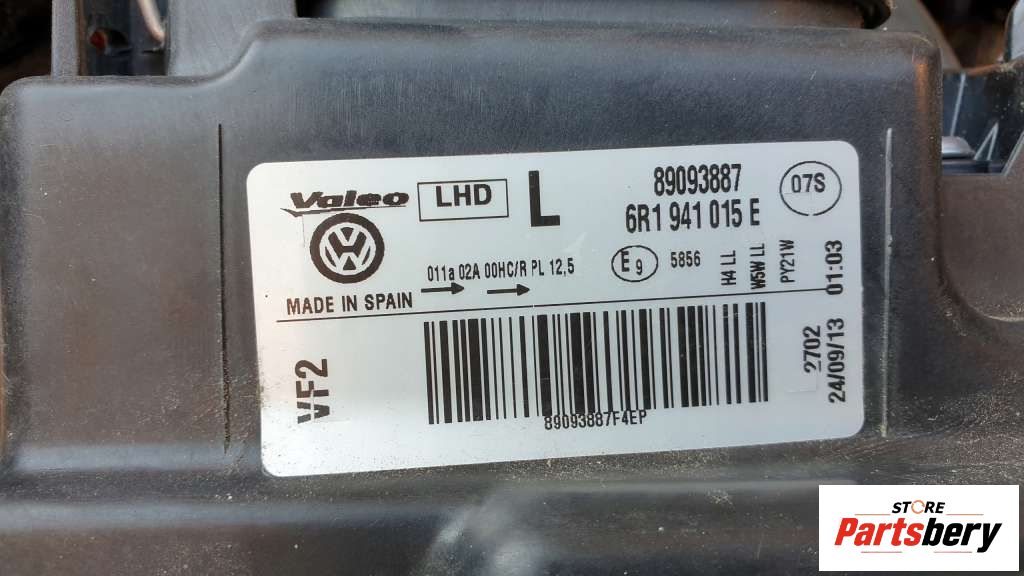 Valeo LHD L 89093887 07S
6R1 941 015 E
VW
011a 02A 00HC/R PL 12,5 E9 5856
H4 LL
W5W LL
PY21W
MADE IN SPAIN
VF2
89093887F4EP
2702
24/09/13 01:03
STORE
Partsbery